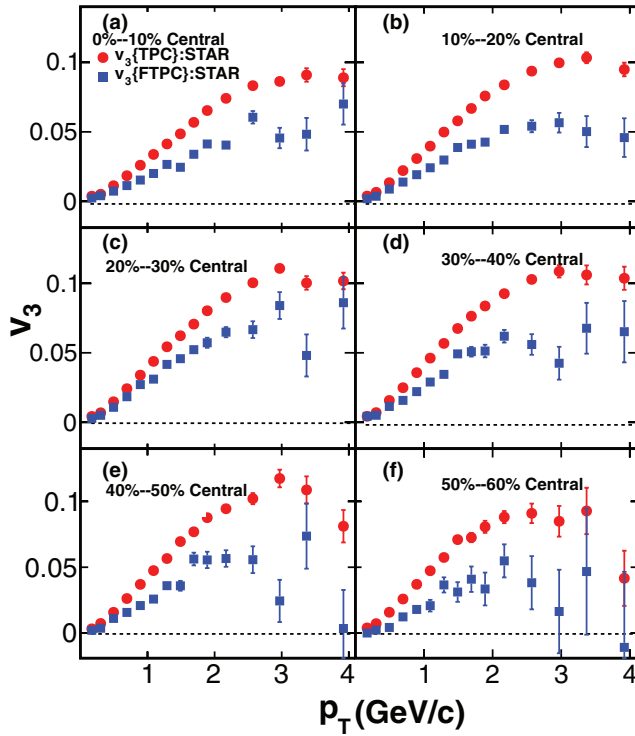 (a)
0%--10% Central
v3{TPC}:STAR
v3{FTPC}:STAR
(b)
10%--20% Central
0.1
0.05
0
(c)
20%--30% Central
(d)
30%--40% Central
0.1
0.05
0
v3
(e)
40%--50% Central
(f)
50%--60% Central
0.1
0.05
0
1 2 3 4 1 2 3 4
pT(GeV/c)